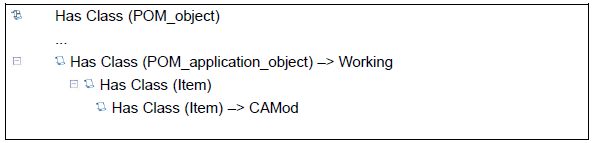 Has Class (POM_object)
...
Has Class (POM_application_object) –> Working
Has Class (Item)
Has Class (Item) –> CAMod